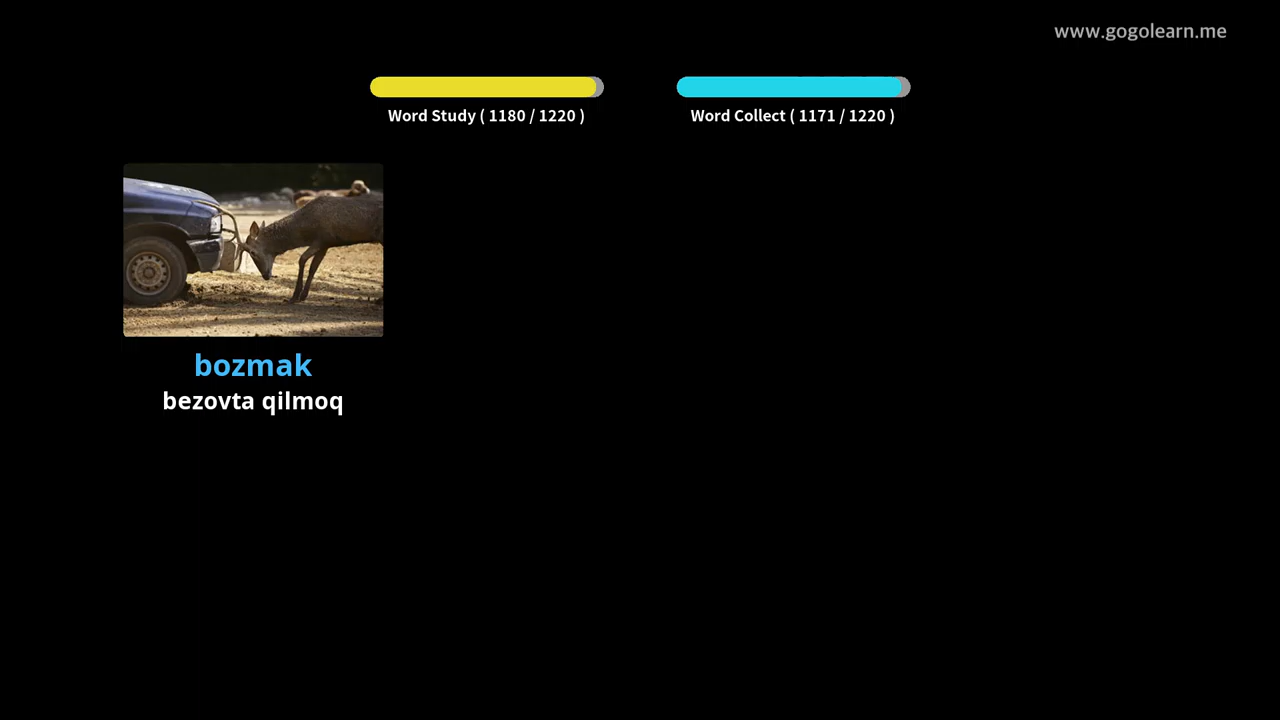 www.gogolearn.me
Word Study ( 1180 / 1220 )
Word Collect ( 1171 / 1220 )
bozmak
bezovta qilmoq